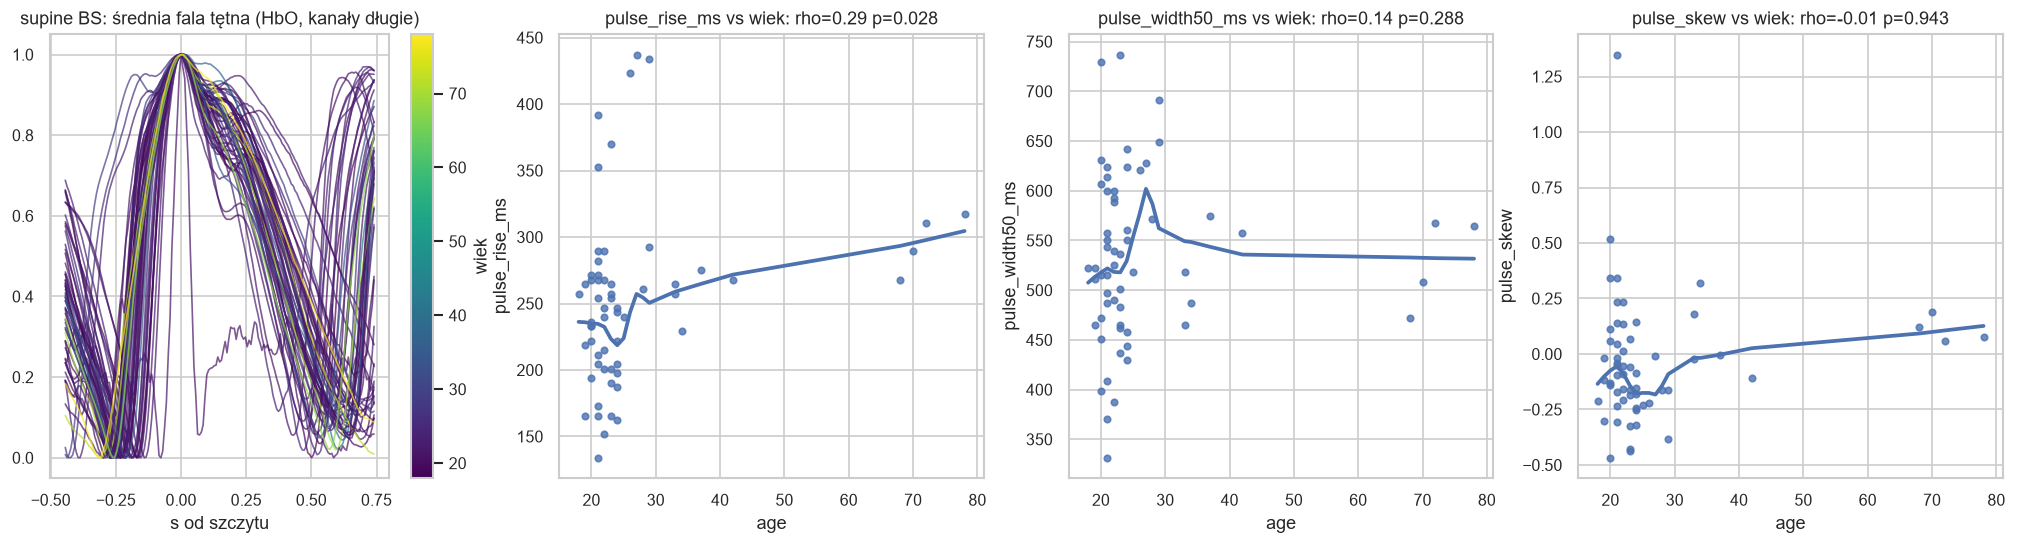 supine BS: średnia fala tętna (HbO, kanały długie)
1.0
0.8
0.6
0.4
0.2
0.0
−0.50 −0.25 0.00 0.25 0.50 0.75
s od szczytu
70
60
50
40
30
20
wiek
pulse_rise_ms vs wiek: rho=0.29 p=0.028
450
400
350
300
250
200
150
pulse_rise_ms
20 30 40 50 60 70 80
age
pulse_width50_ms vs wiek: rho=0.14 p=0.288
750
700
650
600
550
500
450
400
350
pulse_width50_ms
20 30 40 50 60 70 80
age
pulse_skew vs wiek: rho=-0.01 p=0.943
1.25
1.00
0.75
0.50
0.25
0.00
−0.25
−0.50
pulse_skew
20 30 40 50 60 70 80
age